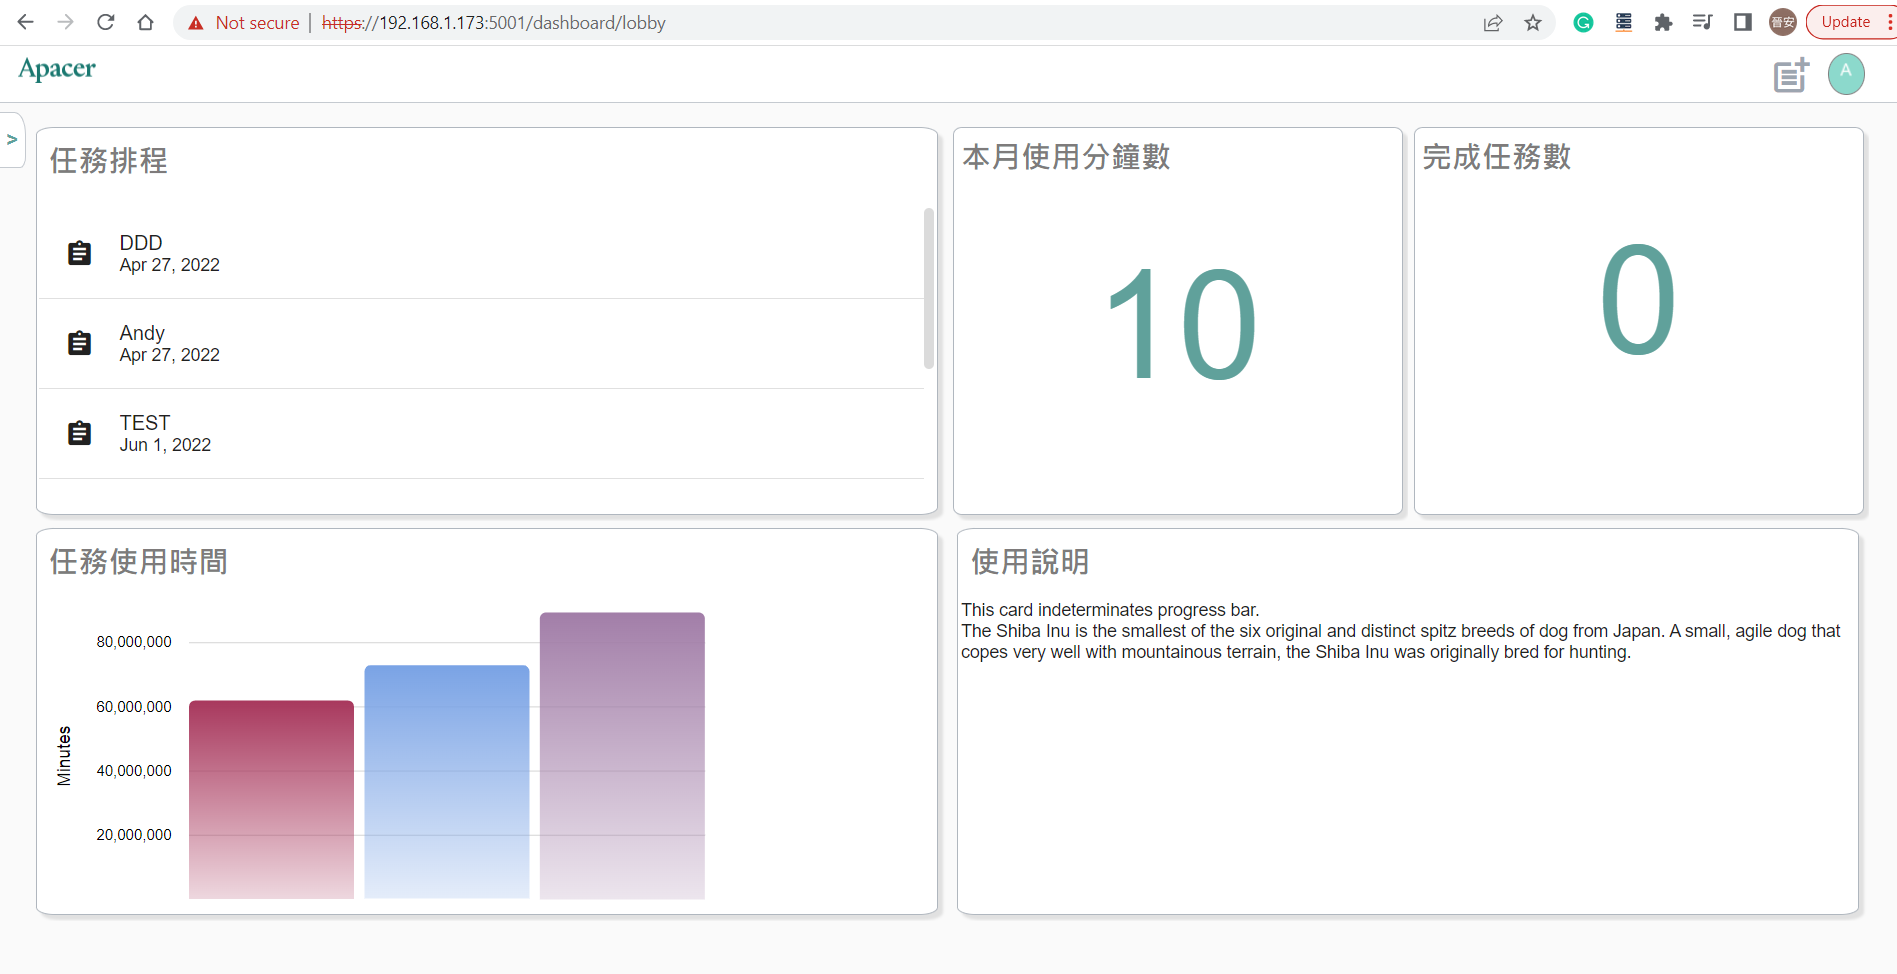 Not secure | https://192.168.1.173:5001/dashboard/lobby
晉安
Update
Apacer
A
>
任務排程
DDD
Apr 27, 2022
Andy
Apr 27, 2022
TEST
Jun 1, 2022
本月使用分鐘數
10
完成任務數
0
任務使用時間
80,000,000
60,000,000
40,000,000
20,000,000
Minutes
使用說明
This card indeterminates progress bar.
The Shiba Inu is the smallest of the six original and distinct spitz breeds of dog from Japan. A small, agile dog that
copes very well with mountainous terrain, the Shiba Inu was originally bred for hunting.